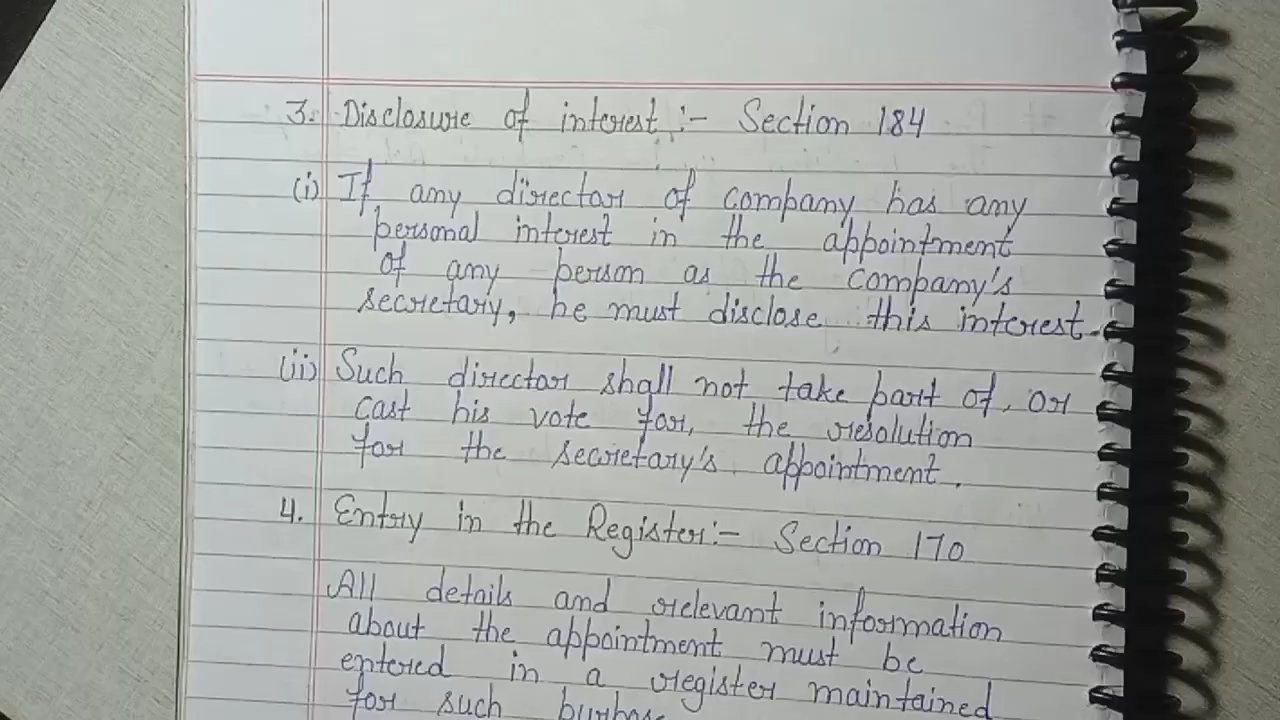 3. Disclosure of interest :- Section 184
(i) If any director of company has any
personal interest in the appointment
of any person as the company's
secretary, he must disclose this interest.
(ii) Such director shall not take part of, or
cast his vote for, the resolution
for the secretary's appointment.
4. Entry in the Register:- Section 170
All details and relevant information
about the appointment must be
entered in a register maintained
for such